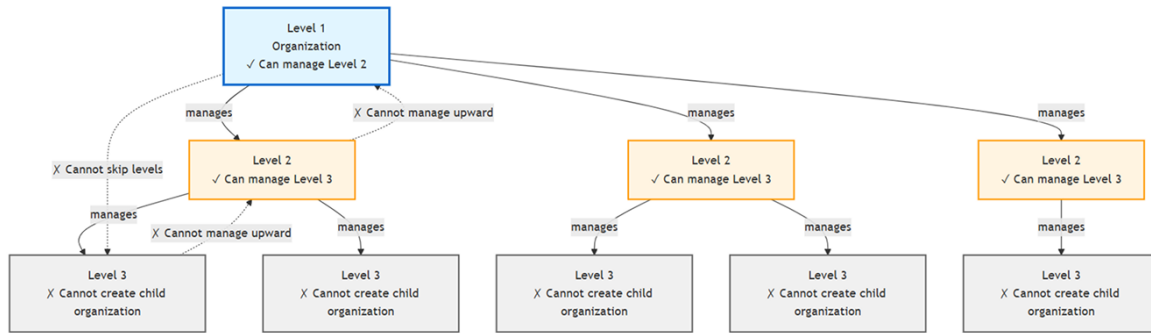 Level 1
Organization
✓ Can manage Level 2
manages
✗ Cannot manage upward
manages
manages
✗ Cannot skip levels
Level 2
✓ Can manage Level 3
Level 2
✓ Can manage Level 3
Level 2
✓ Can manage Level 3
manages
✗ Cannot manage upward
manages
manages
manages
manages
Level 3
✗ Cannot create child
organization
Level 3
✗ Cannot create child
organization
Level 3
✗ Cannot create child
organization
Level 3
✗ Cannot create child
organization
Level 3
✗ Cannot create child
organization